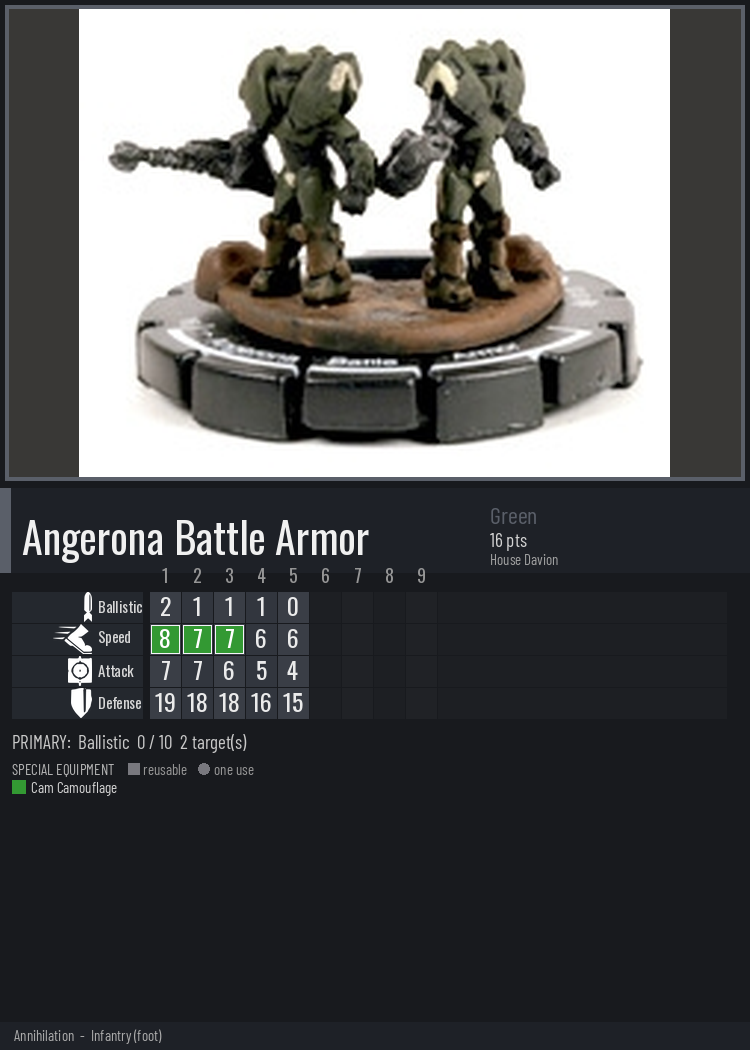 Angerona Battle Armor
Green
16 pts
House Davion
1 2 3 4 5 6 7 8 9
Ballistic 2 1 1 1 0
Speed 8 7 7 6 6
Attack 7 7 6 5 4
Defense 19 18 18 16 15
PRIMARY: Ballistic 0 / 10 2 target(s)
SPECIAL EQUIPMENT reusable one use
Cam Camouflage
Annihilation - Infantry (foot)